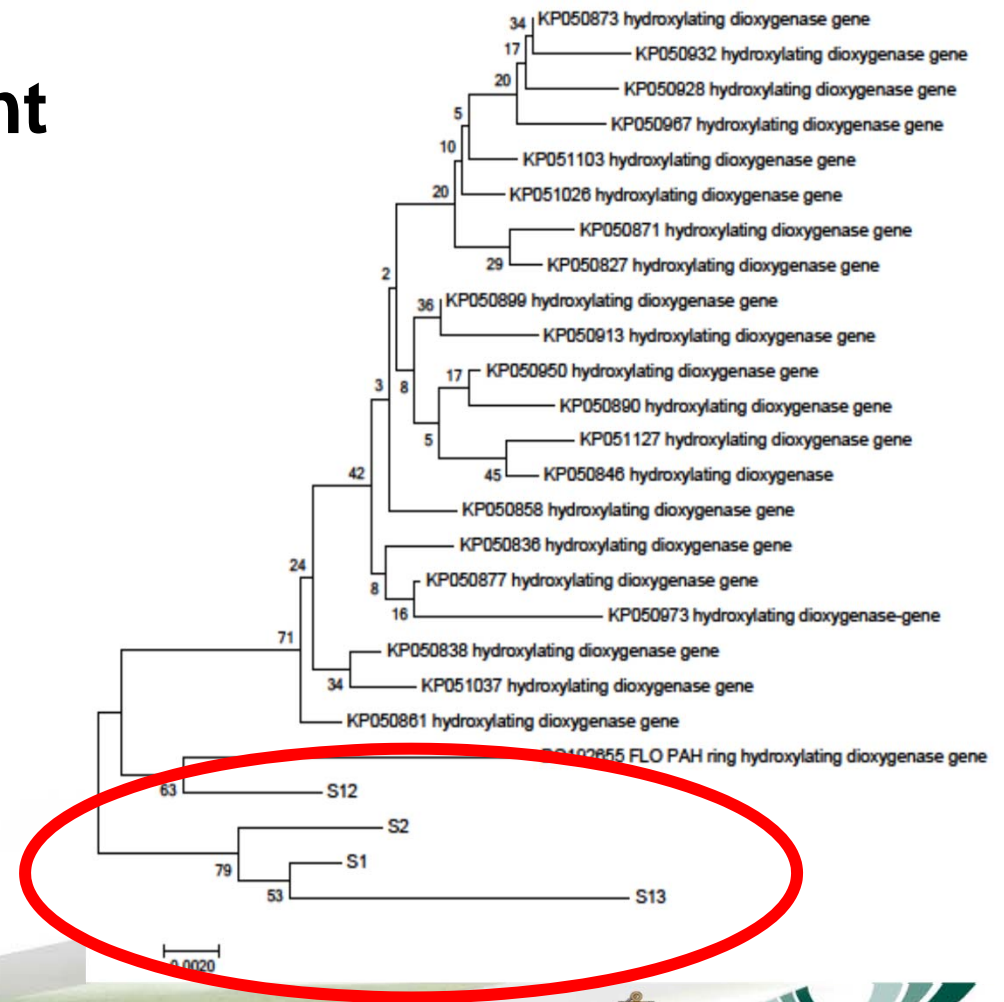 nt
34 KP050873 hydroxylating dioxygenase gene
17 KP050932 hydroxylating dioxygenase gene
KP050928 hydroxylating dioxygenase gene
20
KP050967 hydroxylating dioxygenase gene
5
10 KP051103 hydroxylating dioxygenase gene
20 KP051026 hydroxylating dioxygenase gene
KP050871 hydroxylating dioxygenase gene
29 KP050827 hydroxylating dioxygenase gene
2
36 KP050899 hydroxylating dioxygenase gene
KP050913 hydroxylating dioxygenase gene
17 KP050950 hydroxylating dioxygenase gene
3 8 KP050890 hydroxylating dioxygenase gene
5 KP051127 hydroxylating dioxygenase gene
42 45 KP050846 hydroxylating dioxygenase
KP050858 hydroxylating dioxygenase gene
KP050836 hydroxylating dioxygenase gene
24
8 KP050877 hydroxylating dioxygenase gene
16 KP050973 hydroxylating dioxygenase-gene
71
KP050838 hydroxylating dioxygenase gene
34 KP051037 hydroxylating dioxygenase gene
KP050861 hydroxylating dioxygenase gene
FLO PAH ring hydroxylating dioxygenase gene
63 S12
S2
79 S1
53 S13
0.0020